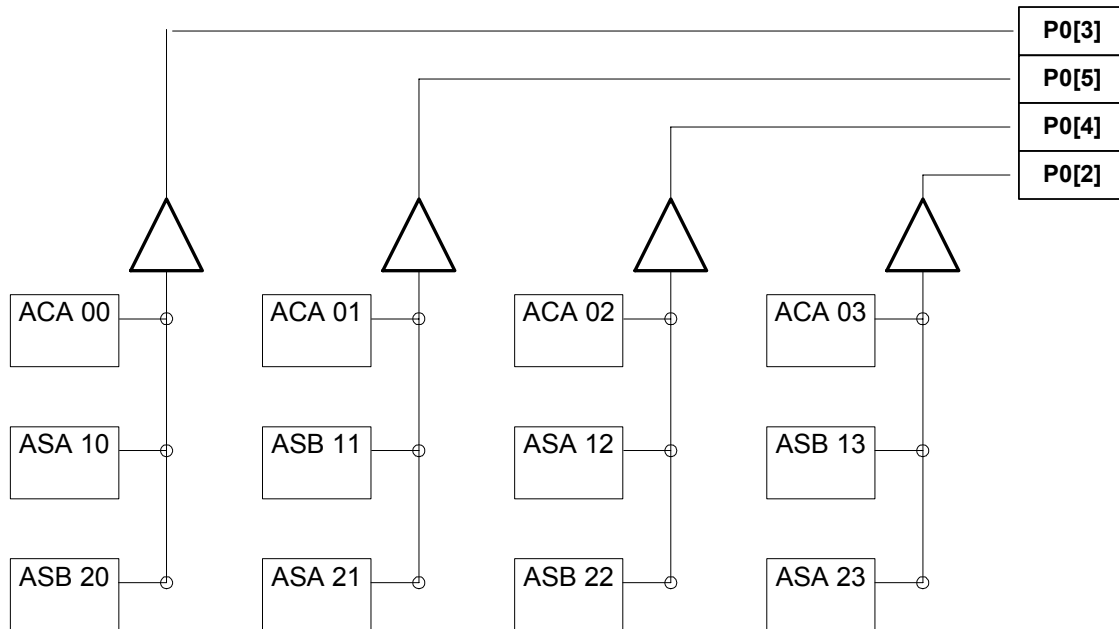 P0[3]
P0[5]
P0[4]
P0[2]
ACA 00
ACA 01
ACA 02
ACA 03
ASA 10
ASB 11
ASA 12
ASB 13
ASB 20
ASA 21
ASB 22
ASA 23